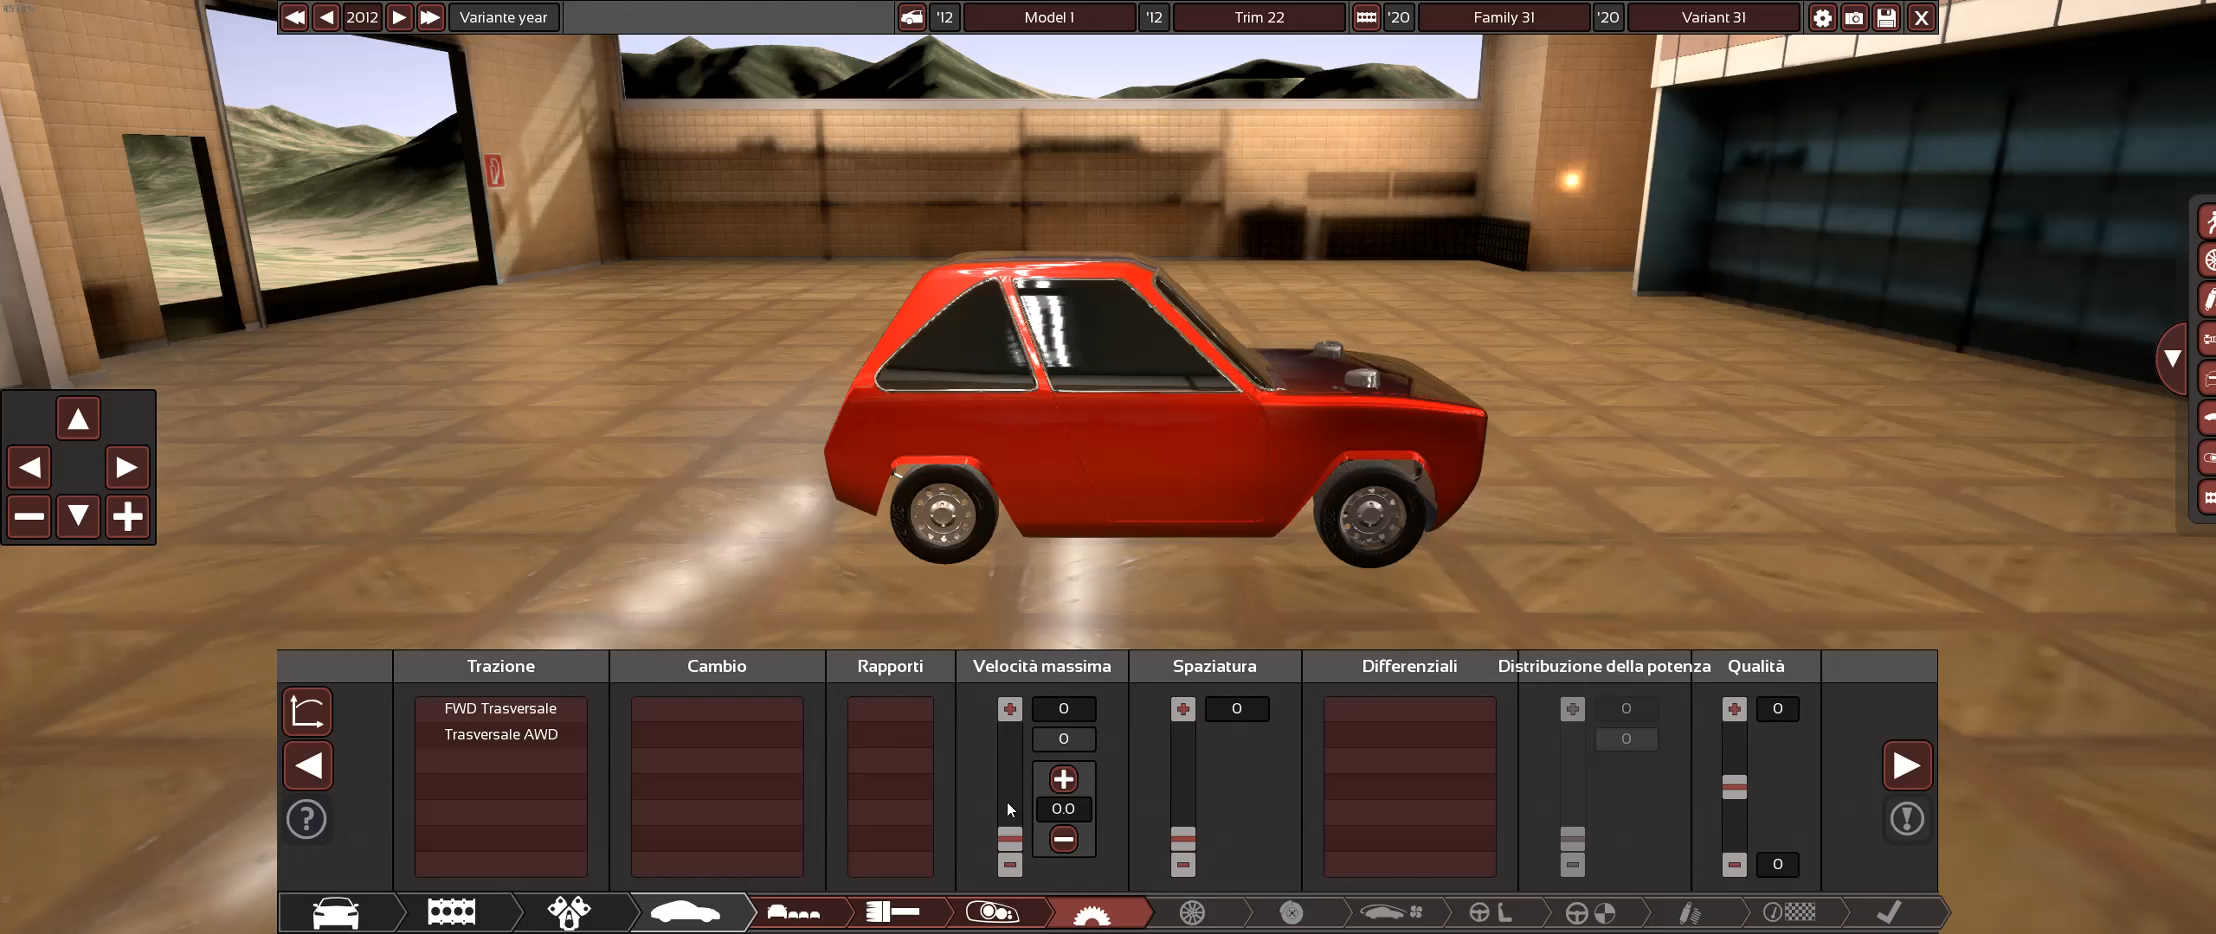 2012 Variante year '12 Model 1 '12 Trim 22 '20 Family 31 '20 Variant 31 X
Trazione Cambio Rapporti Velocità massima Spaziatura Differenziali Distribuzione della potenza Qualità
FWD Trasversale 0 0 0 0
Trasversale AWD 0 0
0.0
0